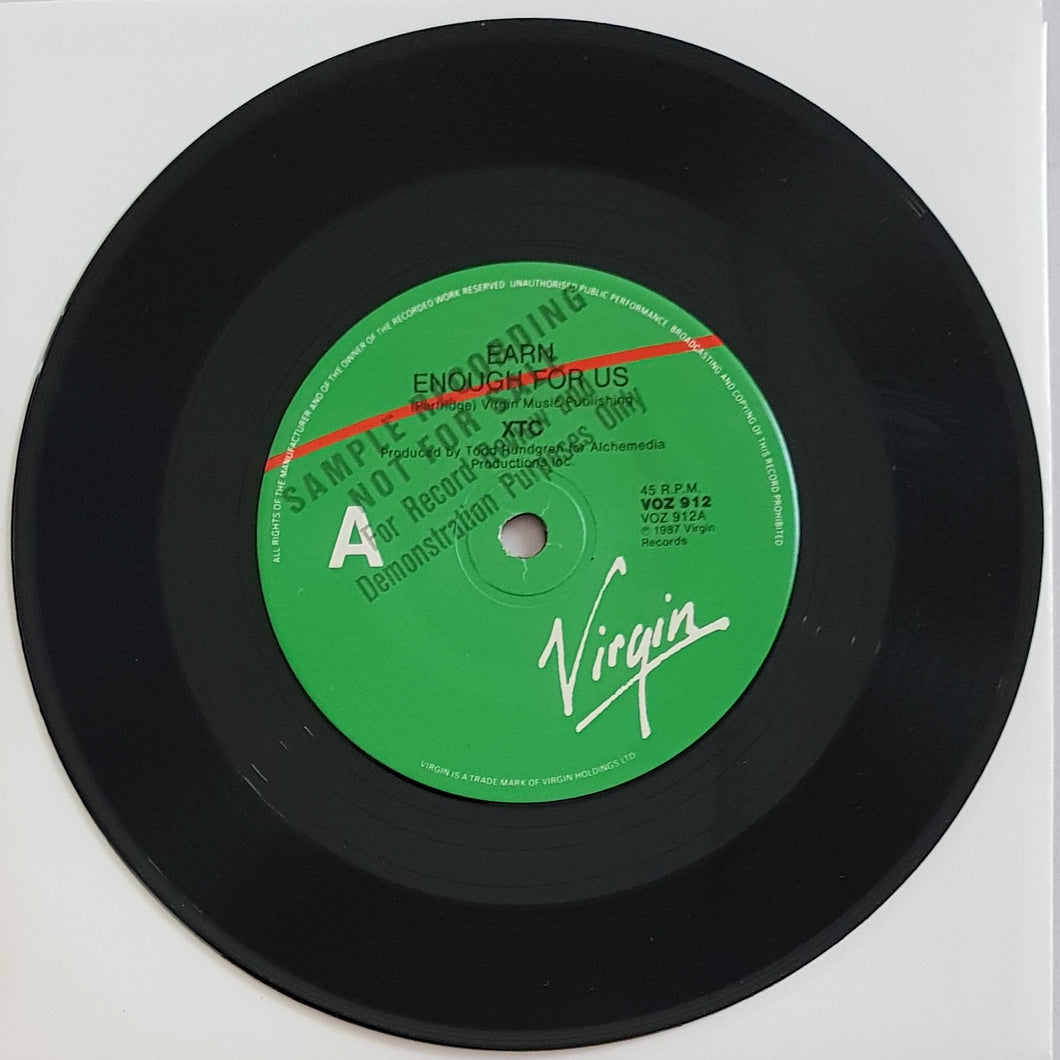 ALL RIGHTS OF THE MANUFACTURER AND OF THE OWNER OF THE RECORDED WORK RESERVED UNAUTHORISED PUBLIC PERFORMANCE BROADCASTING AND COPYING OF THIS RECORD PROHIBITED
EARN
ENOUGH FOR US
(Partridge) Virgin Music Publishing
XTC
Produced by Todd Rundgren for Alchemedia
Productions Inc.
SAMPLE RECORDING
NOT FOR SALE
For Record Review and
Demonstration Purposes Only
A
45 R.P.M.
VOZ 912
VOZ 912A
℗ 1987 Virgin
Records
Virgin
VIRGIN IS A TRADE MARK OF VIRGIN HOLDINGS LTD